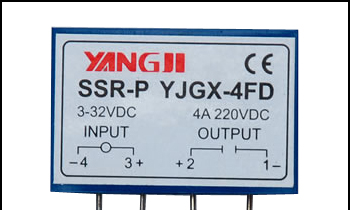 YANGJI CE
SSR-P YJGX-4FD
3-32VDC 4A 220VDC
INPUT OUTPUT
-4 3+ +2 1-